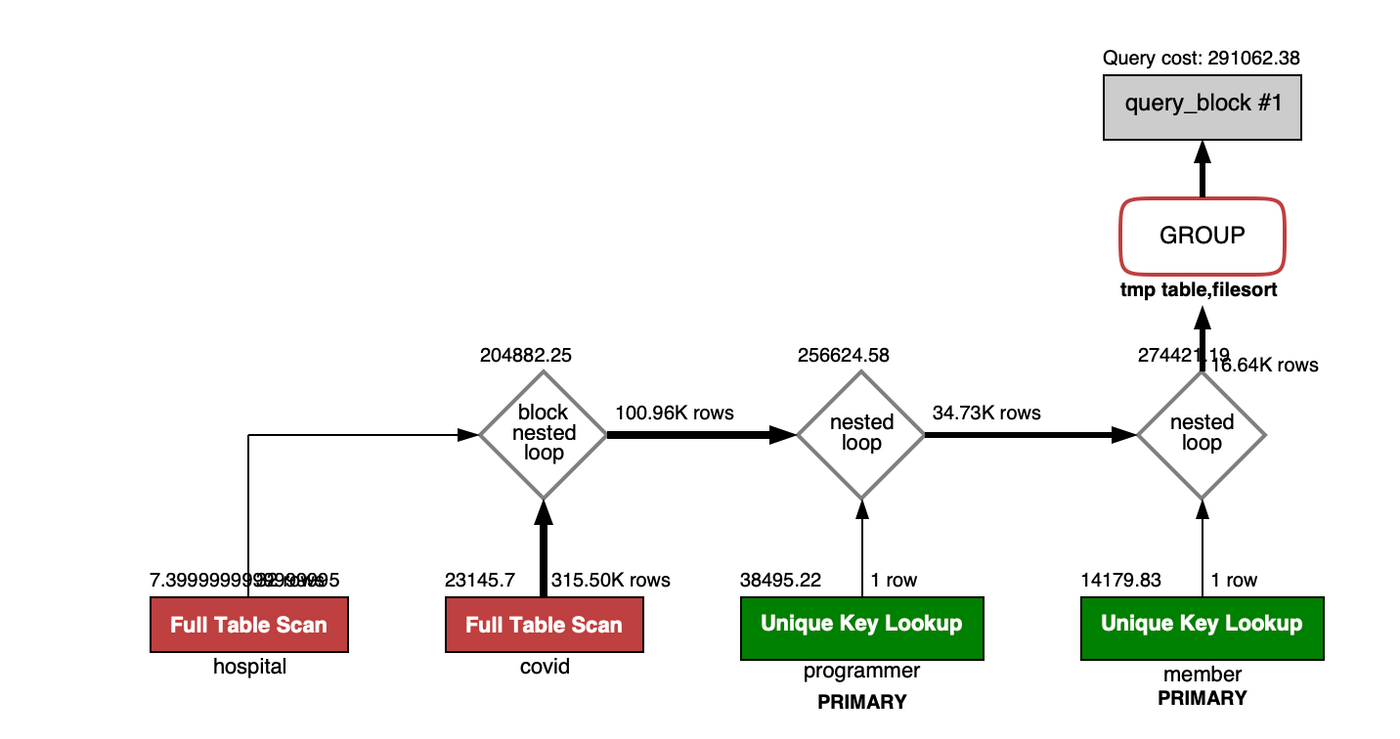 Query cost: 291062.38
query_block #1
GROUP
tmp table,filesort
204882.25
256624.58
274421.19
16.64K rows
block
nested
loop
100.96K rows
nested
loop
34.73K rows
nested
loop
23145.7
315.50K rows
38495.22
1 row
14179.83
1 row
Full Table Scan
Full Table Scan
Unique Key Lookup
Unique Key Lookup
hospital
covid
programmer
member
PRIMARY
PRIMARY